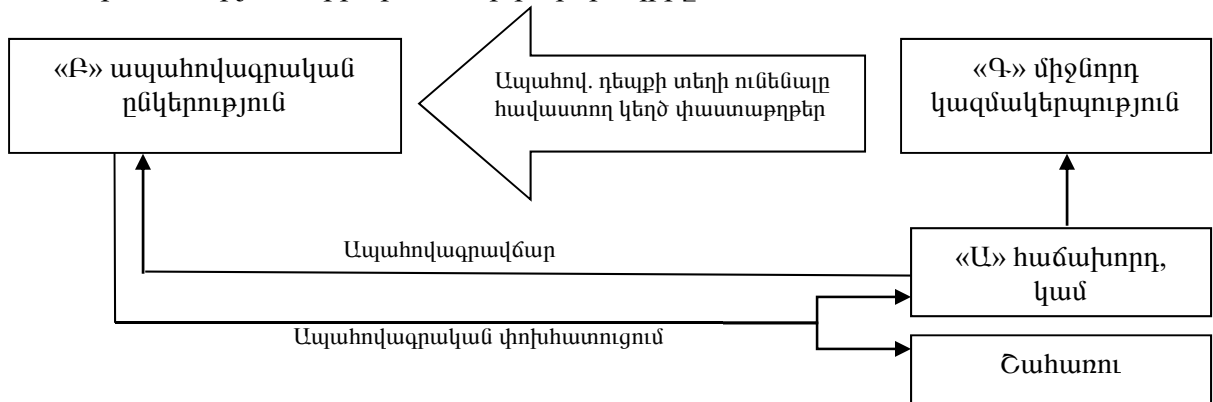 «Բ» ապահովագրական
ընկերություն
Ապահով. դեպքի տեղի ունենալը
հավաստող կեղծ փաստաթղթեր
«Գ» միջնորդ
կազմակերպություն
Ապահովագրավճար
«Ա» հաճախորդ,
կամ
Ապահովագրական փոխհատուցում
Շահառու